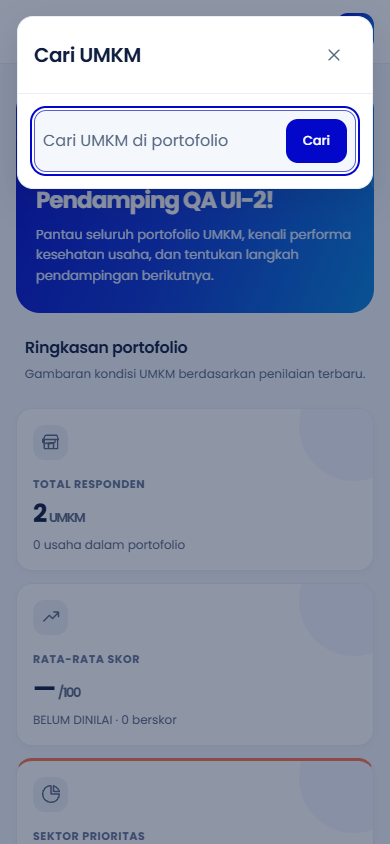 Cari UMKM
Cari UMKM di portofolio
Cari
Pendamping QA UI-2!
Pantau seluruh portofolio UMKM, kenali performa
kesehatan usaha, dan tentukan langkah
pendampingan berikutnya.
Ringkasan portofolio
Gambaran kondisi UMKM berdasarkan penilaian terbaru.
TOTAL RESPONDEN
2 UMKM
0 usaha dalam portofolio
RATA-RATA SKOR
— /100
BELUM DINILAI · 0 berskor
SEKTOR PRIORITAS